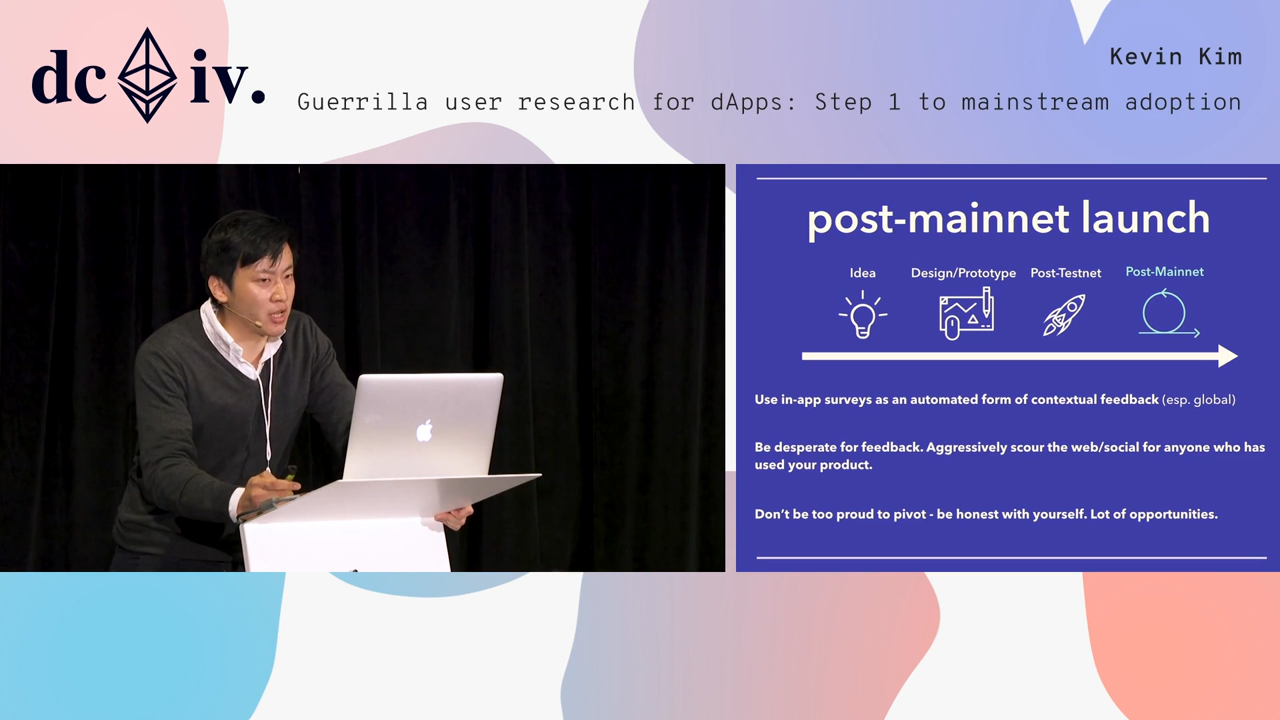 dc iv.
Kevin Kim
Guerrilla user research for dApps: Step 1 to mainstream adoption
post-mainnet launch
Idea
Design/Prototype
Post-Testnet
Post-Mainnet
Use in-app surveys as an automated form of contextual feedback (esp. global)
Be desperate for feedback. Aggressively scour the web/social for anyone who has
used your product.
Don’t be too proud to pivot - be honest with yourself. Lot of opportunities.